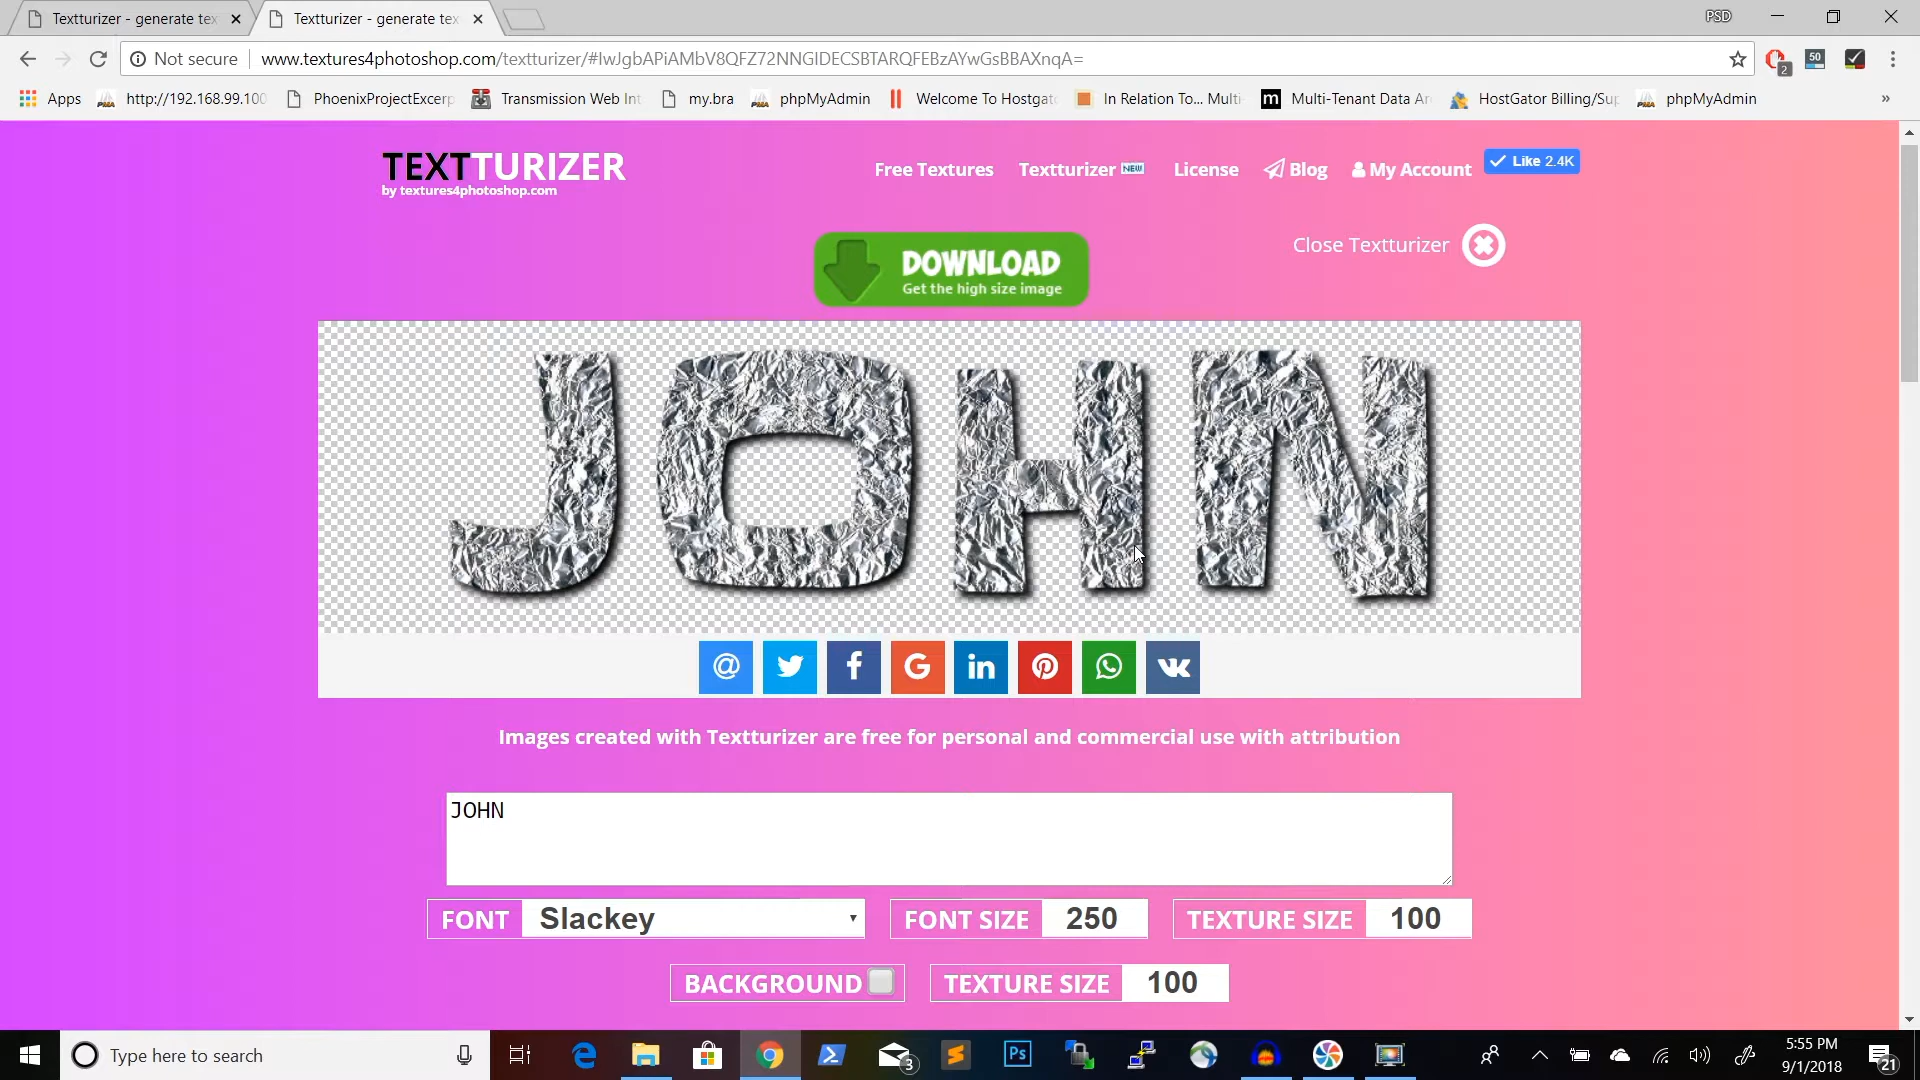 Textturizer - generate tex
Textturizer - generate tex
PSD
Not secure
www.textures4photoshop.com/textturizer/#IwJgbAPiAMbV8QFZ72NNGIDECSBTARQFEBzAYwGsBBAXnqA=
2
50
Apps
http://192.168.99.100
PhoenixProjectExcerp
Transmission Web Int
my.bra
phpMyAdmin
Welcome To Hostgat
In Relation To... Multi-
m
Multi-Tenant Data Ar
HostGator Billing/Sup
phpMyAdmin
»
TEXTTURIZER
by textures4photoshop.com
Free Textures
Textturizer NEW
License
Blog
My Account
Like 2.4K
DOWNLOAD
Get the high size image
Close Textturizer
JOHN
Images created with Textturizer are free for personal and commercial use with attribution
JOHN
FONT Slackey
FONT SIZE 250
TEXTURE SIZE 100
BACKGROUND
TEXTURE SIZE 100
Type here to search
3
Ps
5:55 PM
9/1/2018
21